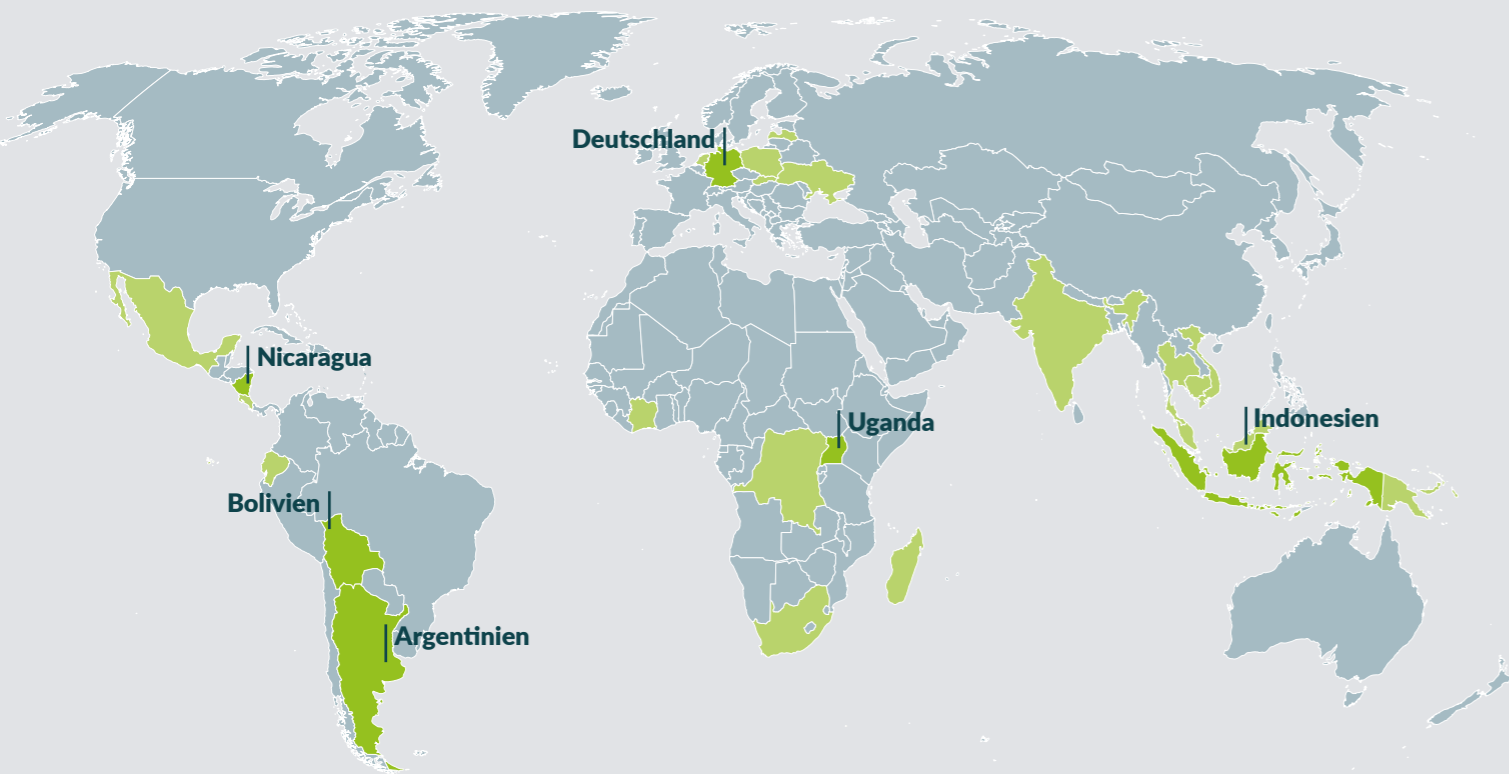 Deutschland
Nicaragua
Uganda
Indonesien
Bolivien
Argentinien